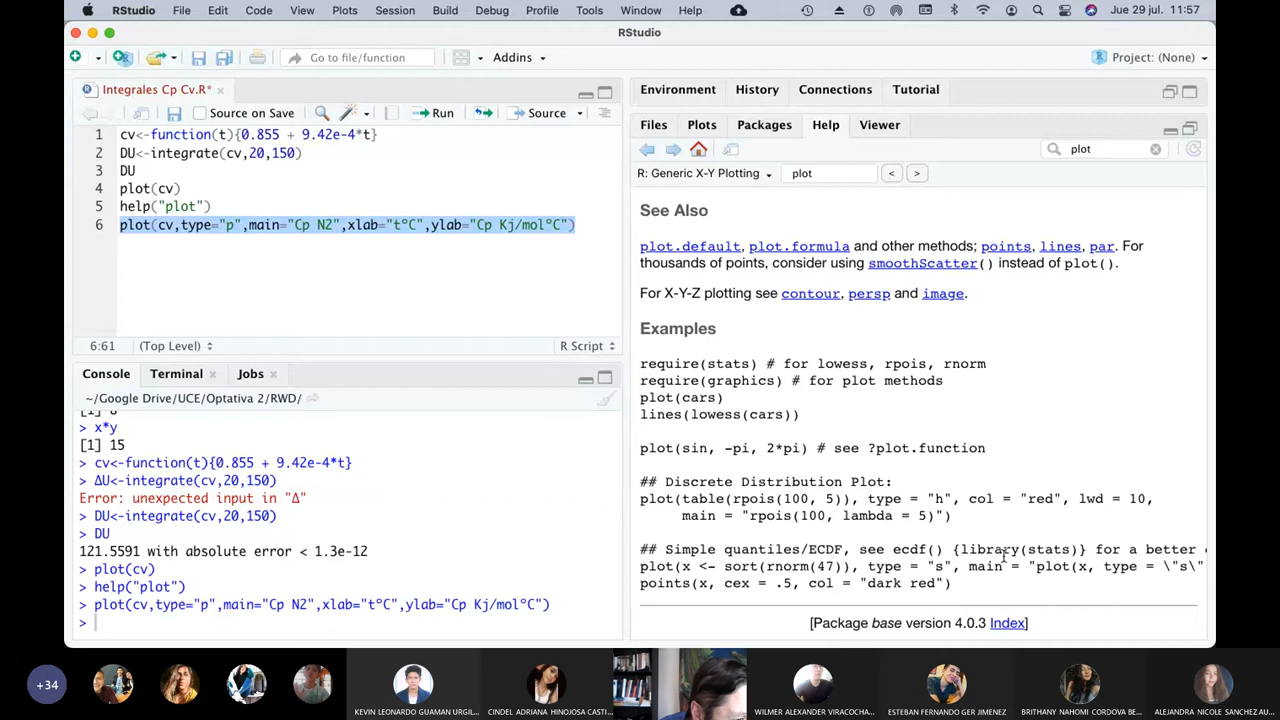 RStudio File Edit Code View Plots Session Build Debug Profile Tools Window Help Jue 29 jul. 11:57
RStudio
Go to file/function Addins Project: (None)
Integrales Cp Cv.R*
Source on Save Run Source
1 cv<-function(t){0.855 + 9.42e-4*t}
2 DU<-integrate(cv,20,150)
3 DU
4 plot(cv)
5 help("plot")
6 plot(cv,type="p",main="Cp N2",xlab="t°C",ylab="Cp Kj/mol°C")
6:61 (Top Level) R Script
Console Terminal Jobs
~/Google Drive/UCE/Optativa 2/RWD/
> x*y
[1] 15
> cv<-function(t){0.855 + 9.42e-4*t}
> ΔU<-integrate(cv,20,150)
Error: unexpected input in "Δ"
> DU<-integrate(cv,20,150)
> DU
121.5591 with absolute error < 1.3e-12
> plot(cv)
> help("plot")
> plot(cv,type="p",main="Cp N2",xlab="t°C",ylab="Cp Kj/mol°C")
>
Environment History Connections Tutorial
Files Plots Packages Help Viewer
plot
R: Generic X-Y Plotting plot < >
See Also
plot.default, plot.formula and other methods; points, lines, par. For
thousands of points, consider using smoothScatter() instead of plot().
For X-Y-Z plotting see contour, persp and image.
Examples
require(stats) # for lowess, rpois, rnorm
require(graphics) # for plot methods
plot(cars)
lines(lowess(cars))
plot(sin, -pi, 2*pi) # see ?plot.function
## Discrete Distribution Plot:
plot(table(rpois(100, 5)), type = "h", col = "red", lwd = 10,
main = "rpois(100, lambda = 5)")
## Simple quantiles/ECDF, see ecdf() {library(stats)} for a better
plot(x <- sort(rnorm(47)), type = "s", main = "plot(x, type = \"s\"
points(x, cex = .5, col = "dark red")
[Package base version 4.0.3 Index]
+34
KEVIN LEONARDO GUAMAN URGIL...
CINDEL ADRIANA HINOJOSA CASTI...
WILMER ALEXANDER VIRACOCHA...
ESTEBAN FERNANDO GER JIMENEZ
BRITHANY NAHOMI CORDOVA BE...
ALEJANDRA NICOLE SANCHEZ AU...